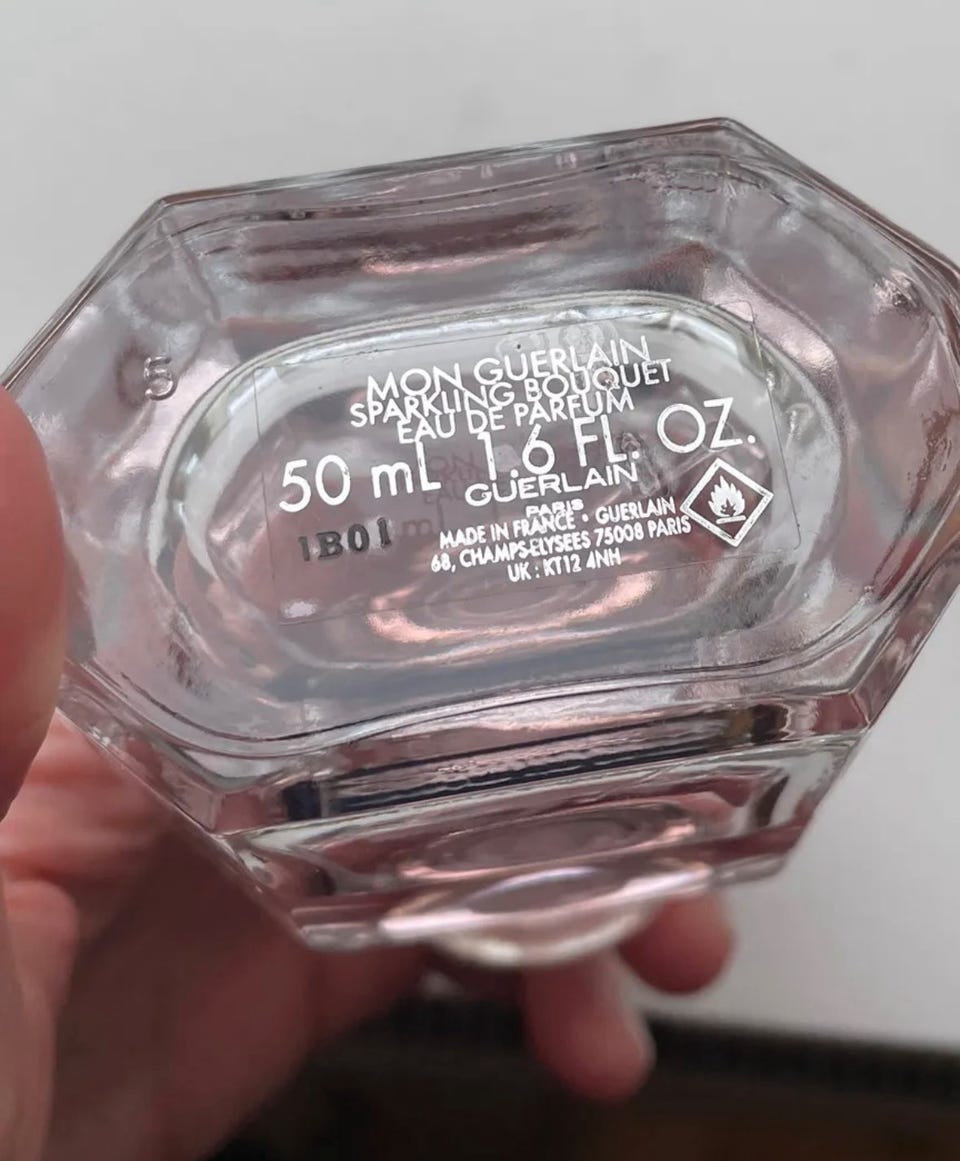 5
MON GUERLAIN
SPARKLING BOUQUET
EAU DE PARFUM
50 mL 1.6 FL. OZ.
GUERLAIN
PARIS
1B01
MADE IN FRANCE • GUERLAIN
68, CHAMPS-ELYSEES 75008 PARIS
UK : KT12 4NH